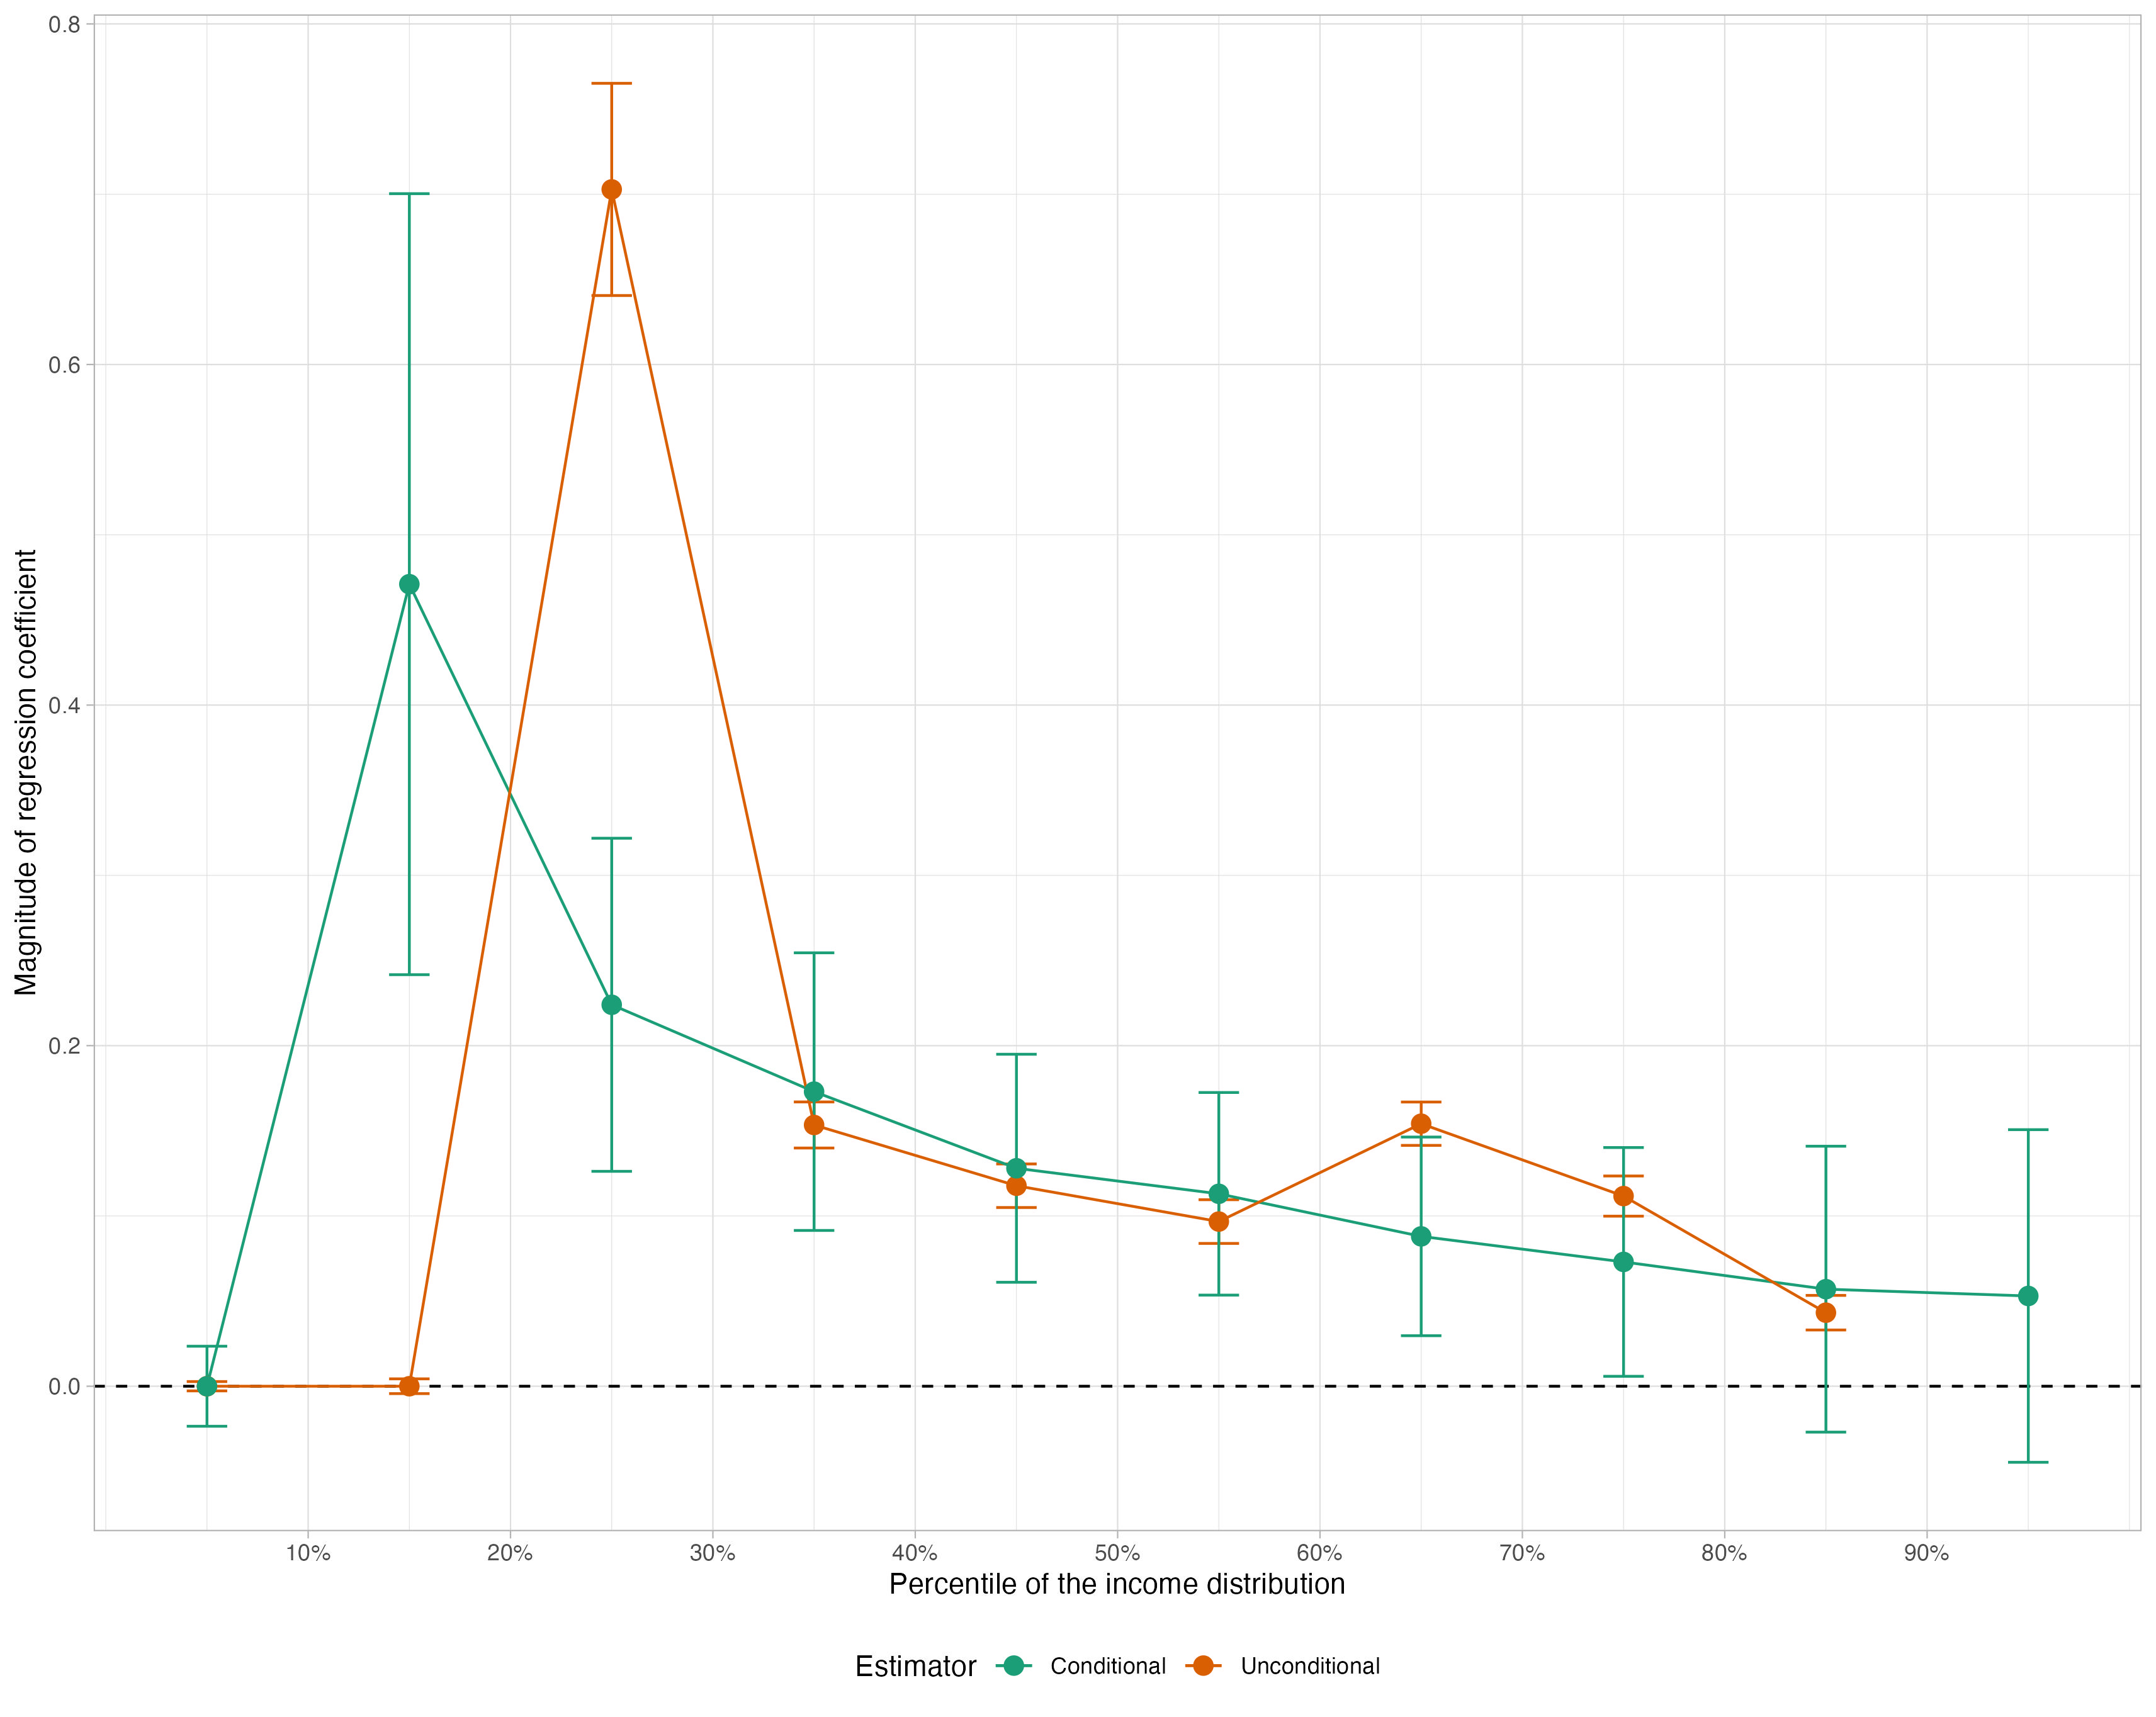 0.8
0.6
0.4
0.2
0.0
Magnitude of regression coefficient
10% 20% 30% 40% 50% 60% 70% 80% 90%
Percentile of the income distribution
Estimator Conditional Unconditional